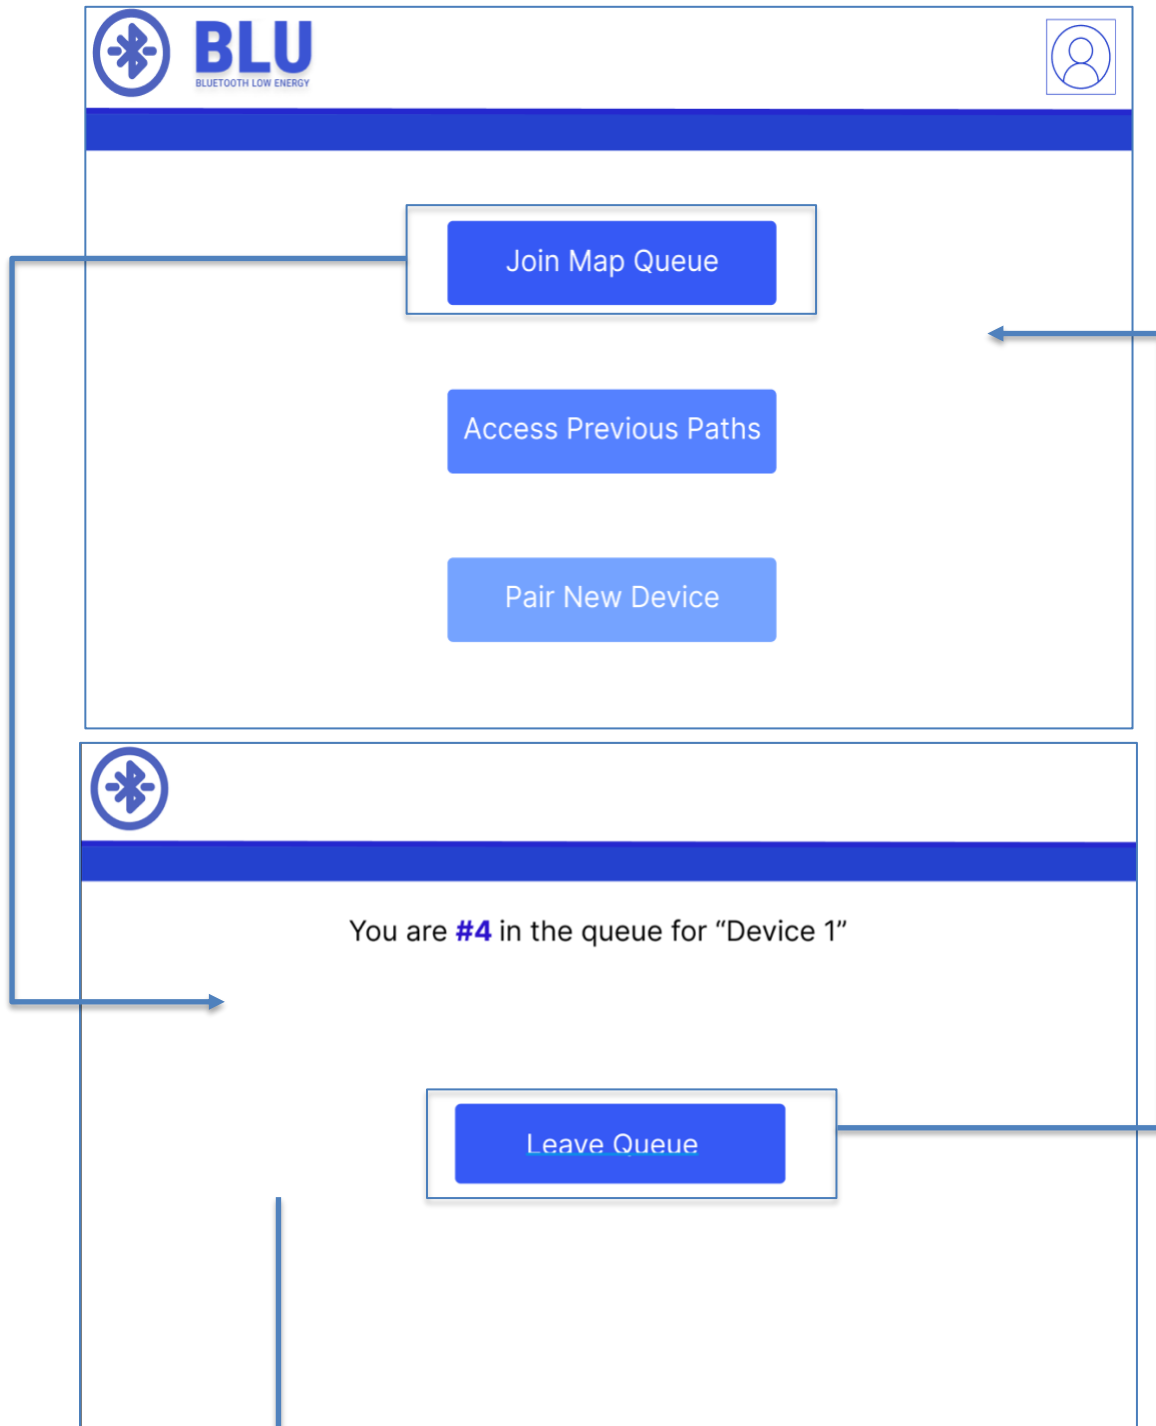 BLU
BLUETOOTH LOW ENERGY
Join Map Queue
Access Previous Paths
Pair New Device
You are #4 in the queue for “Device 1”
Leave Queue